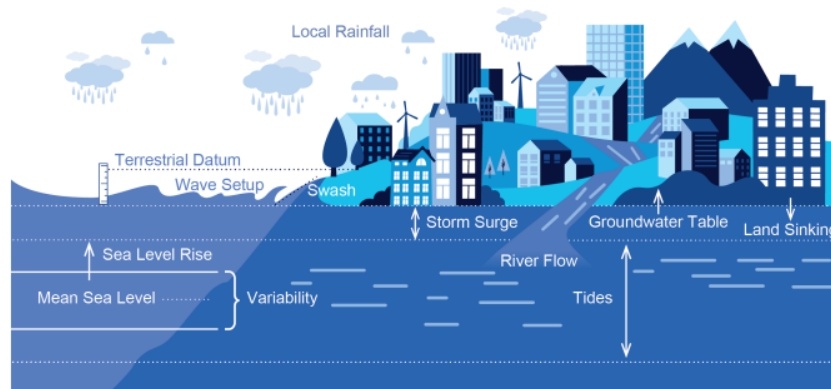 Local Rainfall
Terrestrial Datum
Wave Setup
Swash
Storm Surge
Groundwater Table
Land Sinking
Sea Level Rise
River Flow
Mean Sea Level
Variability
Tides